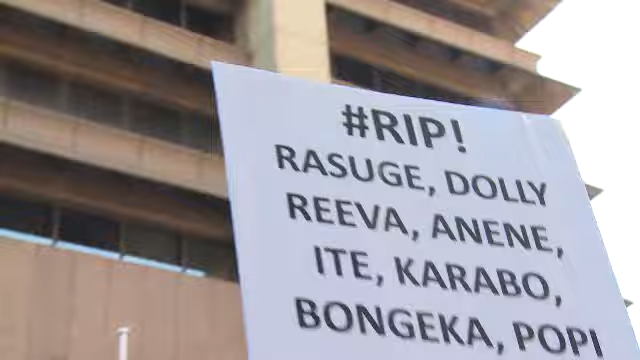 #RIP!
RASUGE, DOLLY
REEVA, ANENE,
ITE, KARABO,
BONGEKA, POPI